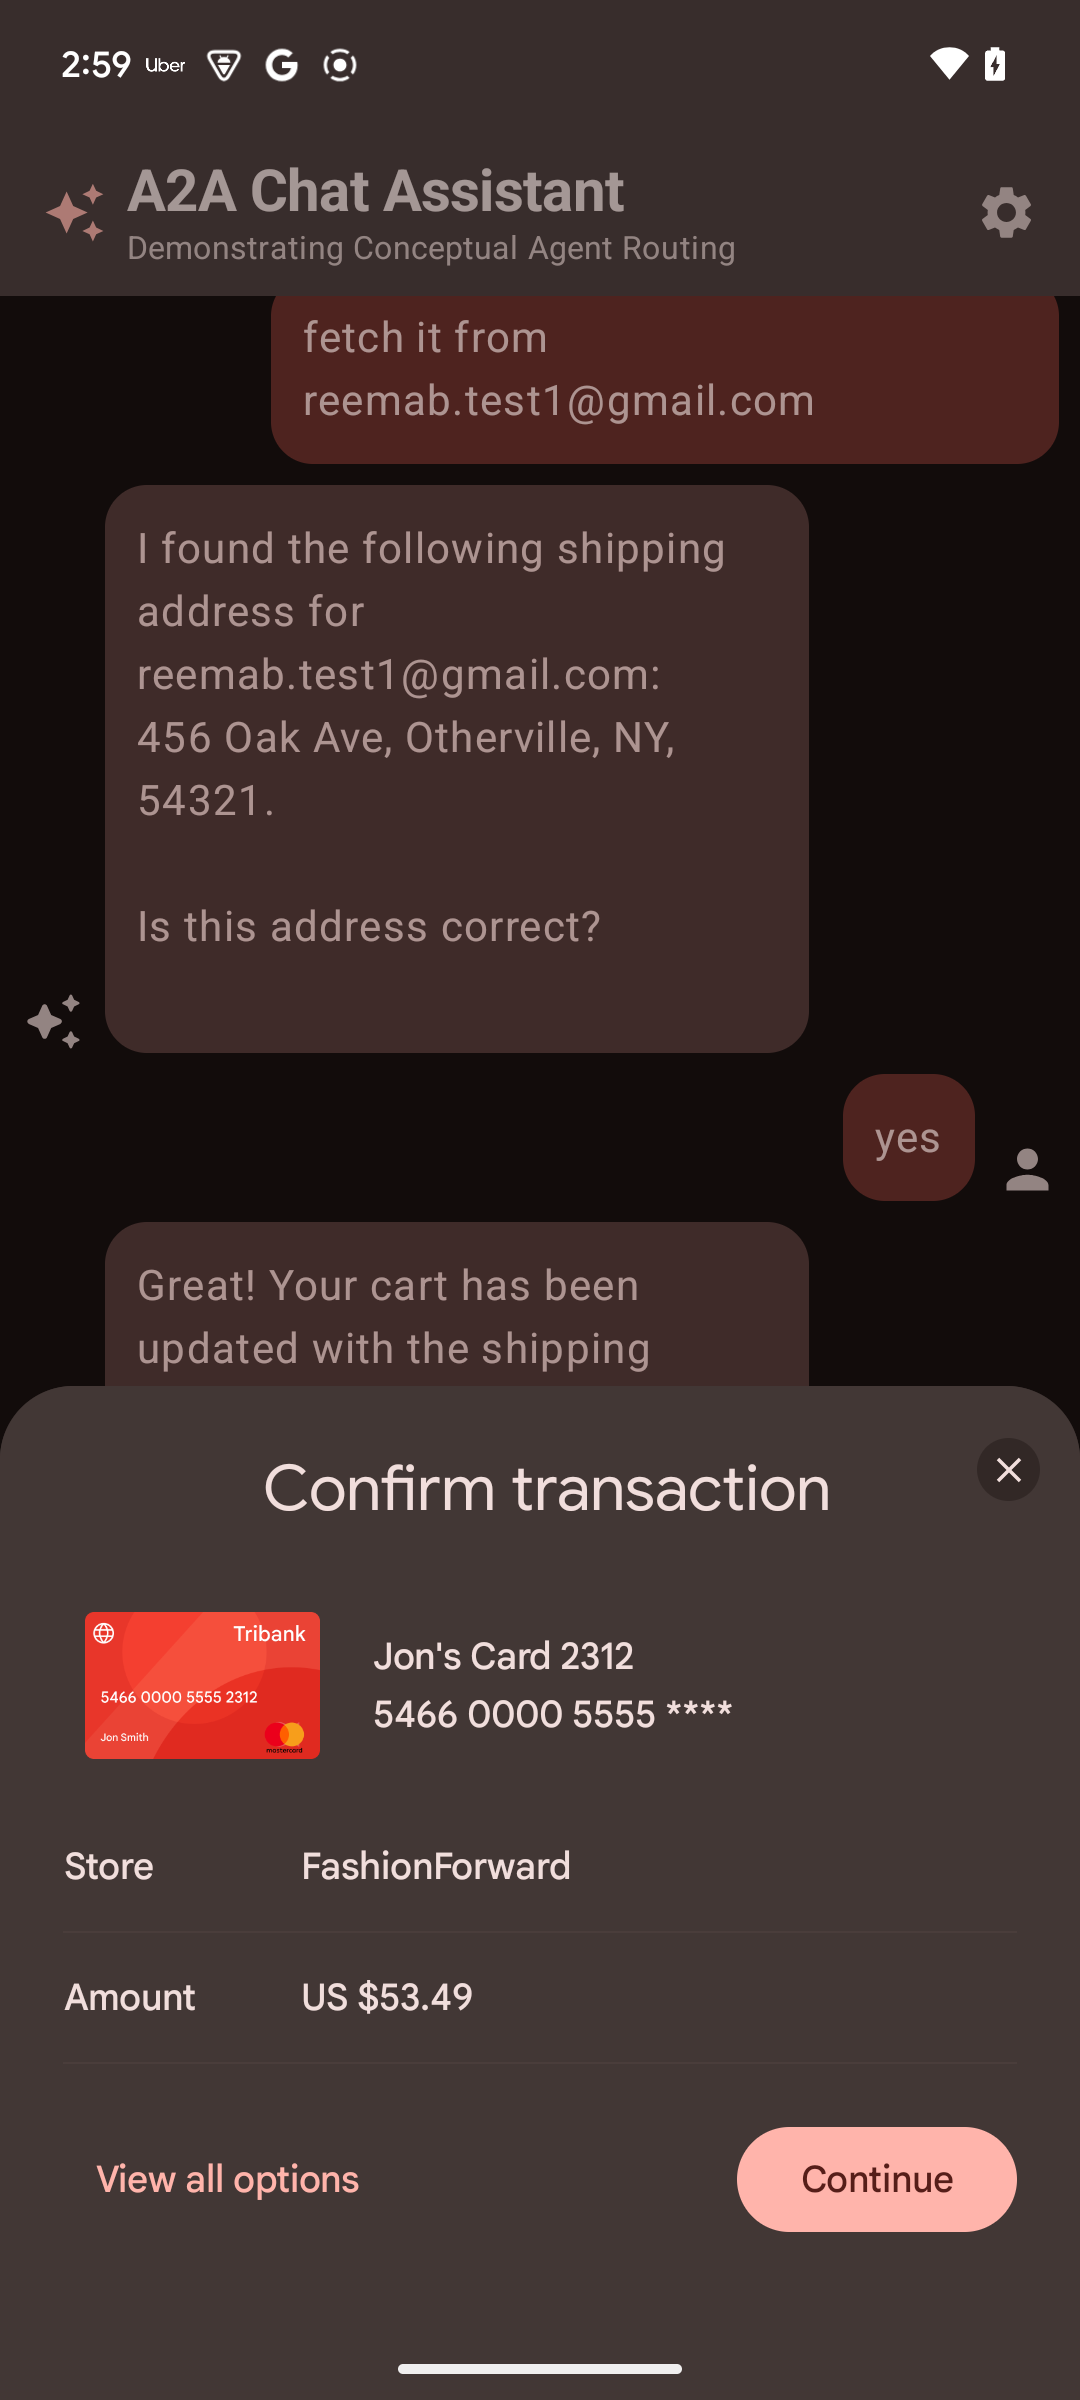 2:59 Uber
A2A Chat Assistant
Demonstrating Conceptual Agent Routing
fetch it from
reemab.test1@gmail.com
I found the following shipping
address for
reemab.test1@gmail.com:
456 Oak Ave, Otherville, NY,
54321.
Is this address correct?
yes
Great! Your cart has been
updated with the shipping
Confirm transaction
Tribank
5466 0000 5555 2312
Jon Smith
mastercard
Jon's Card 2312
5466 0000 5555 ****
Store FashionForward
Amount US $53.49
View all options Continue